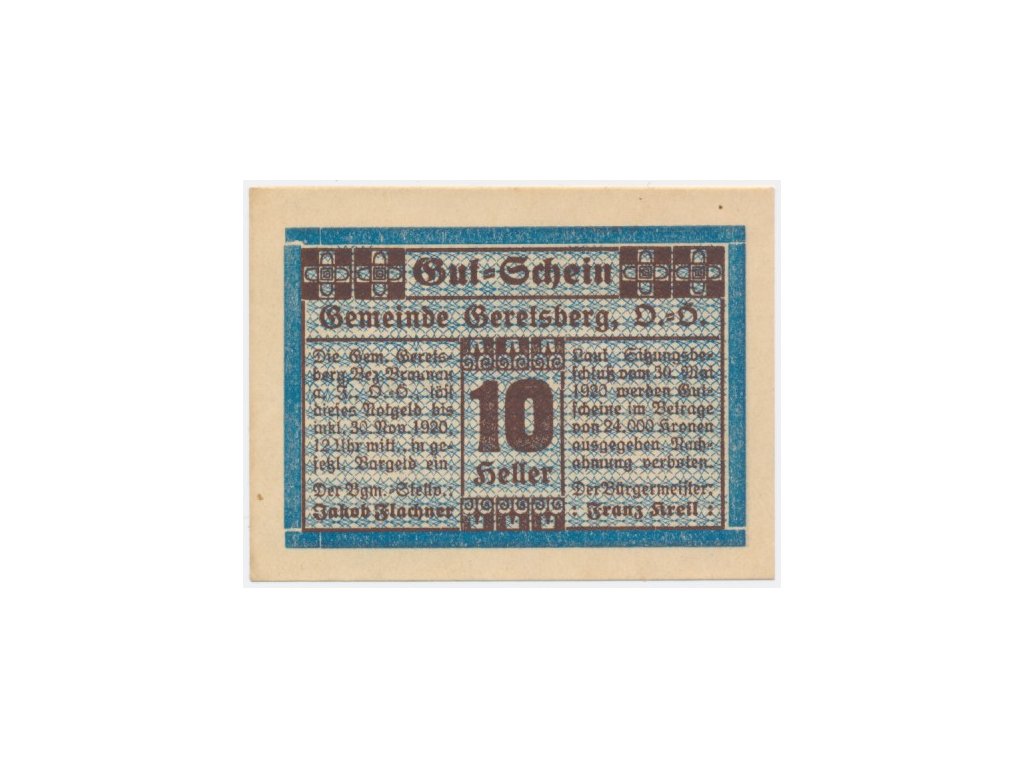 Gut-Schein
Gemeinde Geretsberg, O.-Ö.
Die Gem. Gerets-
berg Bez. Braunau
a. I., O.-Ö., löst
dieses Notgeld bis
inkl. 30. Nov. 1920,
12 Uhr mitt., in ge-
setzl. Bargeld ein.
Der Bgm.-Stellv.:
Jakob Flachner
10
Heller
Laut Sitzungsbe-
schluß vom 30. Mai
1920 werden Gut-
scheine im Betrage
von 24.000 Kronen
ausgegeben. Nach-
ahmung verboten.
Der Bürgermeister:
: Franz Kreil :